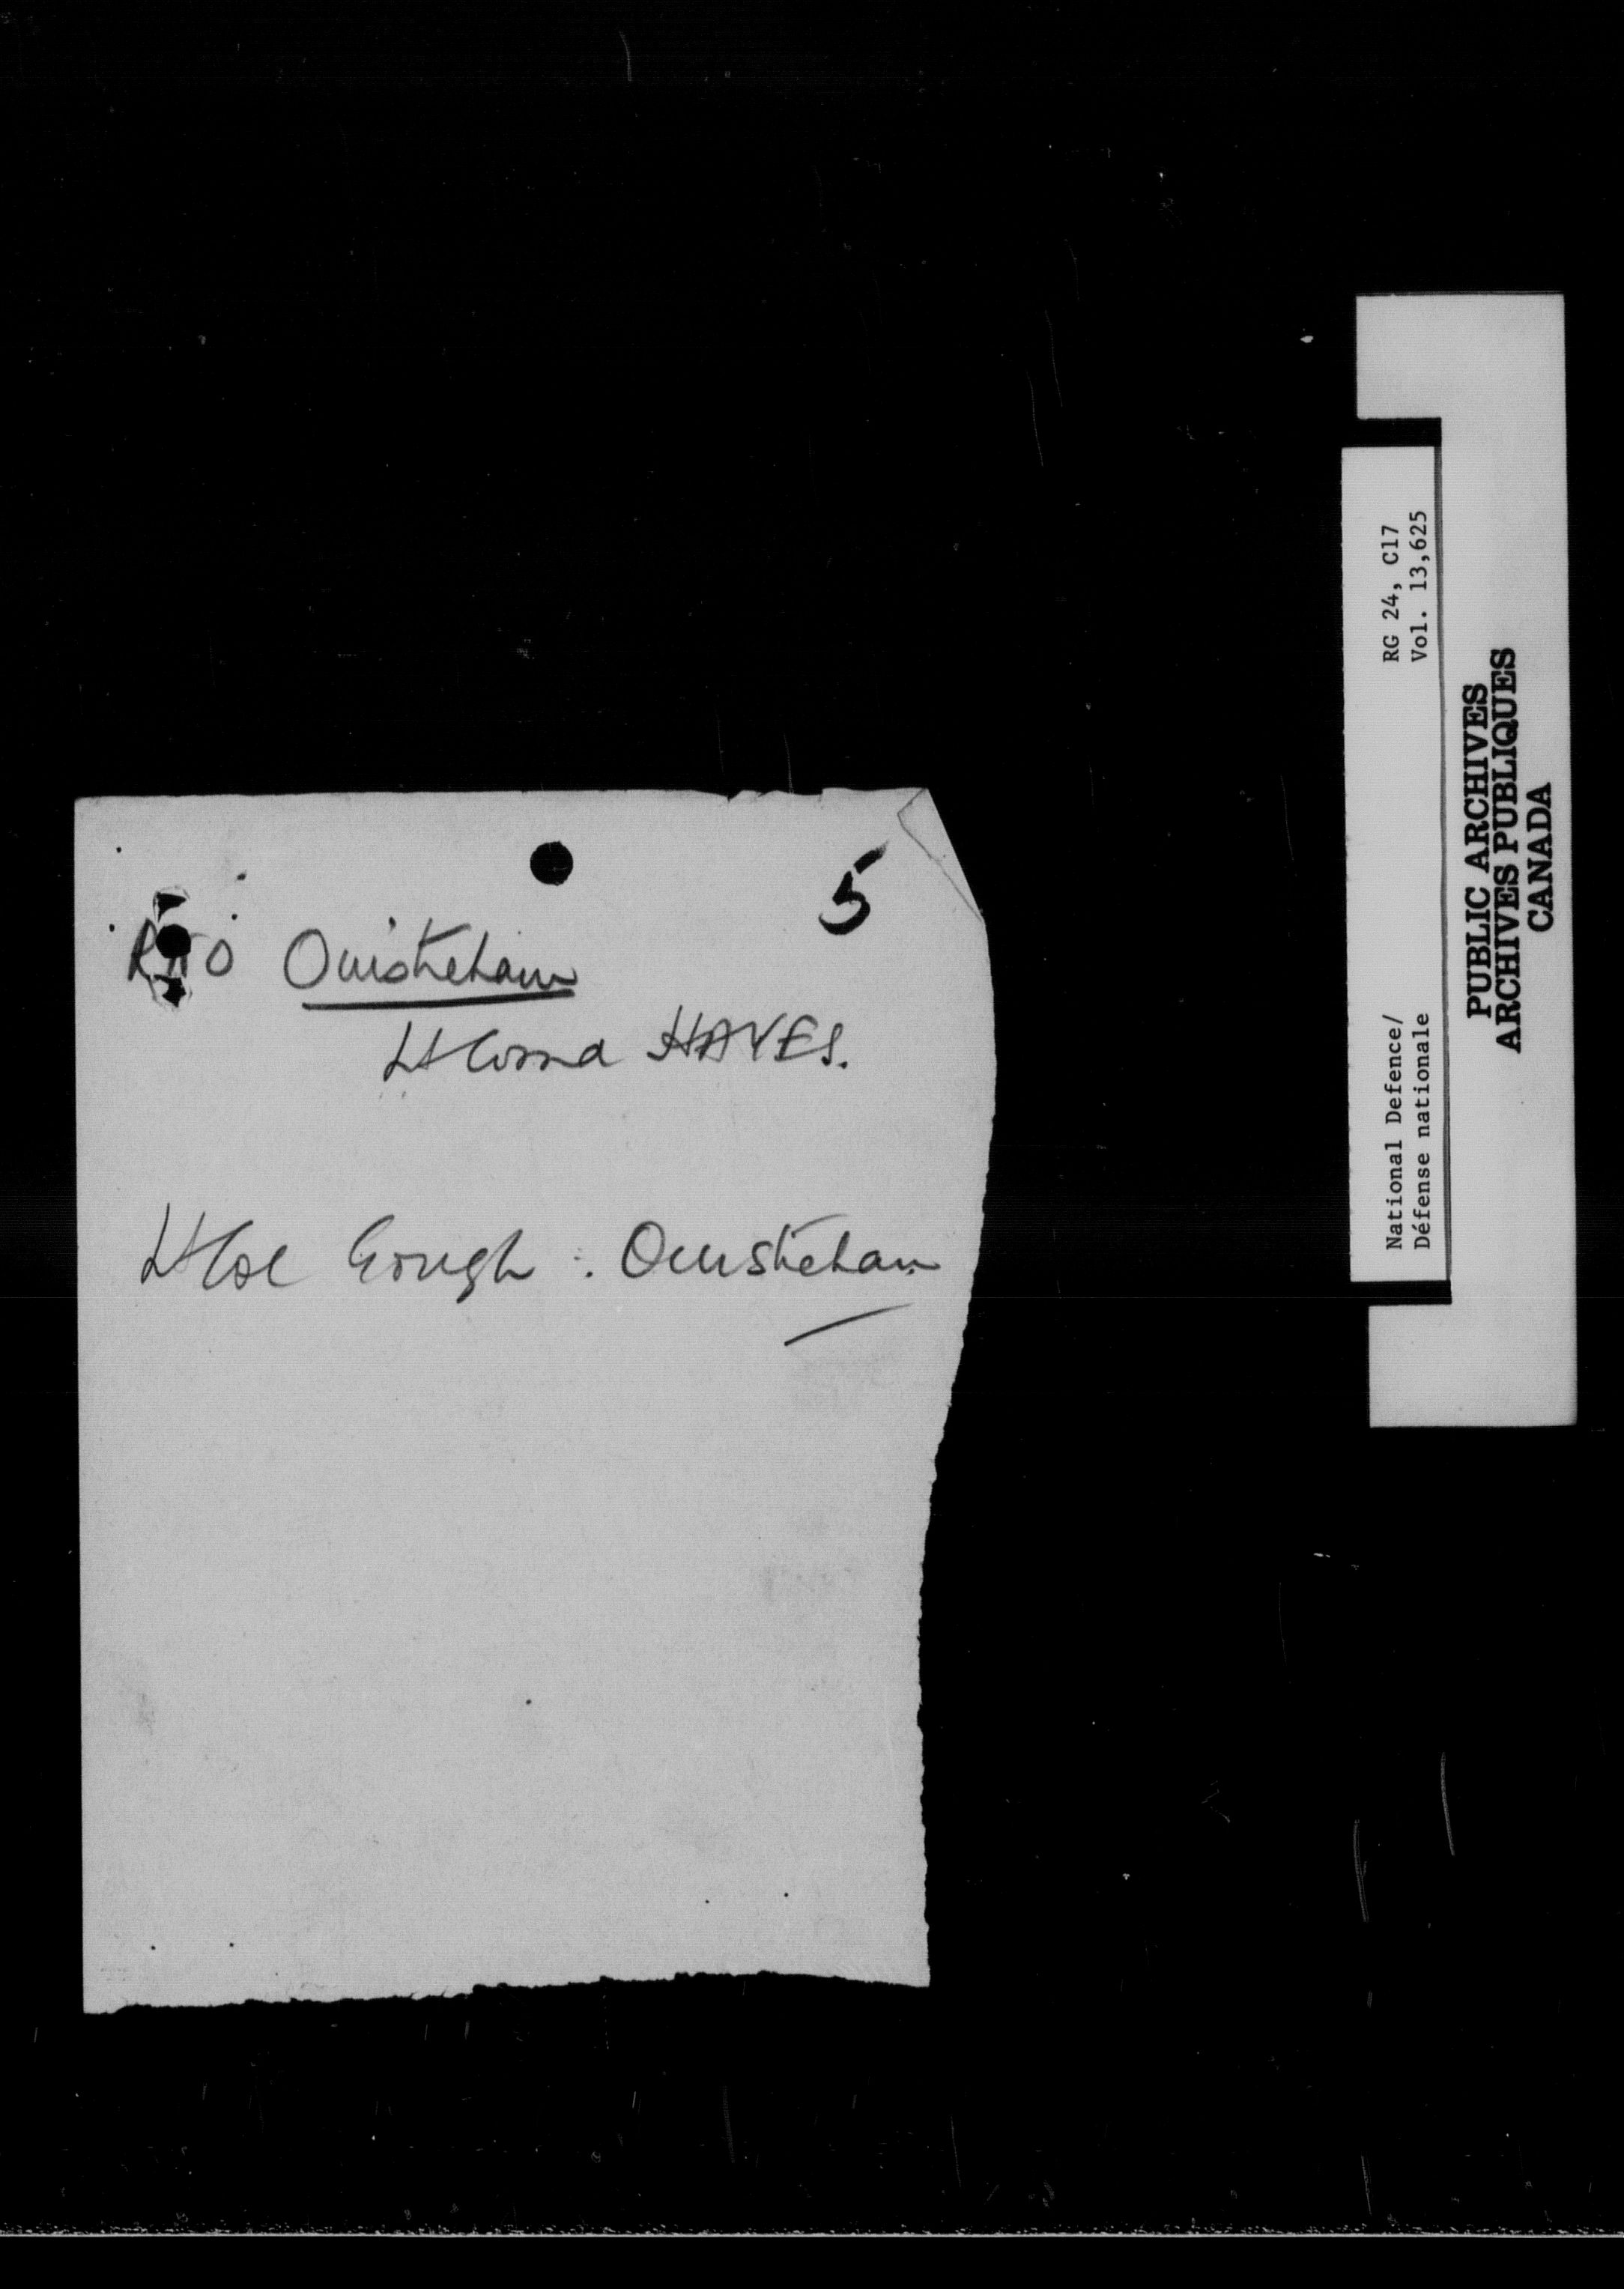 5
Ouistreham
Lt Comd HAYES.
Lt Col Gough : Ouistreham
RG 24, C17
Vol. 13,625
National Defence/
Défense nationale
PUBLIC ARCHIVES
ARCHIVES PUBLIQUES
CANADA